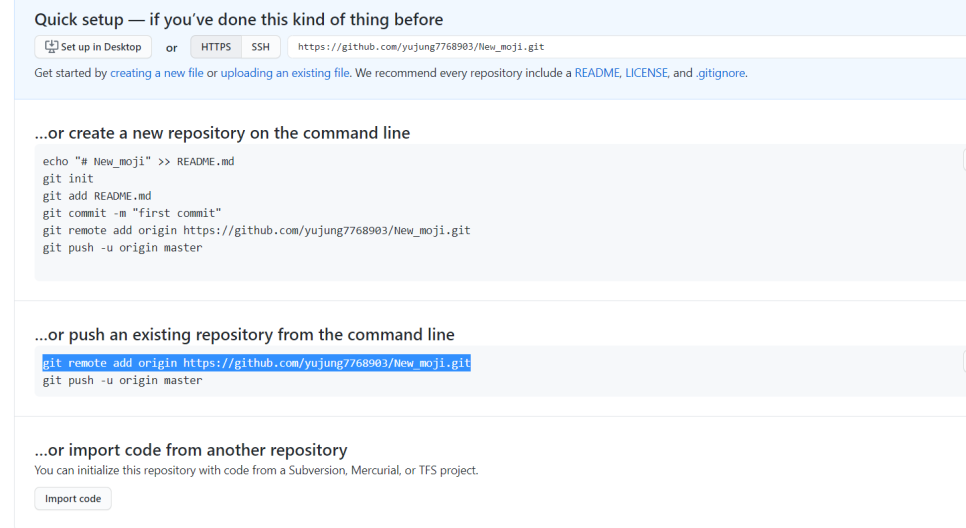 Quick setup — if you've done this kind of thing before
Set up in Desktop or HTTPS SSH https://github.com/yujung7768903/New_moji.git
Get started by creating a new file or uploading an existing file. We recommend every repository include a README, LICENSE, and .gitignore.
...or create a new repository on the command line
echo "# New_moji" >> README.md
git init
git add README.md
git commit -m "first commit"
git remote add origin https://github.com/yujung7768903/New_moji.git
git push -u origin master
...or push an existing repository from the command line
git remote add origin https://github.com/yujung7768903/New_moji.git
git push -u origin master
...or import code from another repository
You can initialize this repository with code from a Subversion, Mercurial, or TFS project.
Import code